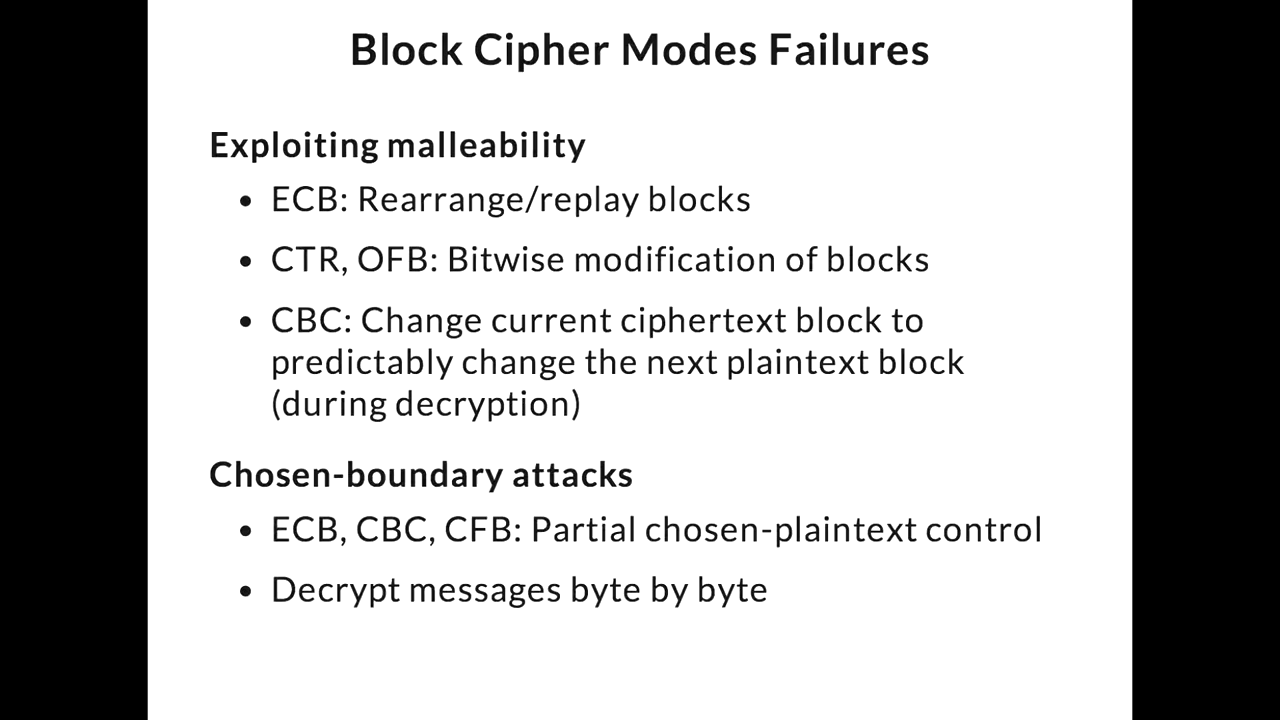 Block Cipher Modes Failures
Exploiting malleability
• ECB: Rearrange/replay blocks
• CTR, OFB: Bitwise modification of blocks
• CBC: Change current ciphertext block to
predictably change the next plaintext block
(during decryption)
Chosen-boundary attacks
• ECB, CBC, CFB: Partial chosen-plaintext control
• Decrypt messages byte by byte